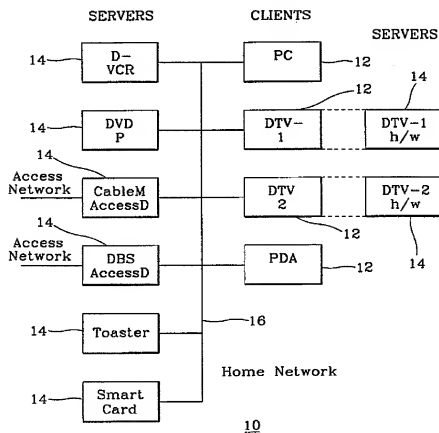 SERVERS
CLIENTS
SERVERS
14
D-
VCR
PC
12
12
14
14
DVD
P
DTV-
1
DTV-1
h/w
14
Access
Network
CableM
AccessD
DTV
2
DTV-2
h/w
14
12
14
Access
Network
DBS
AccessD
PDA
12
14
Toaster
16
Home Network
14
Smart
Card
10